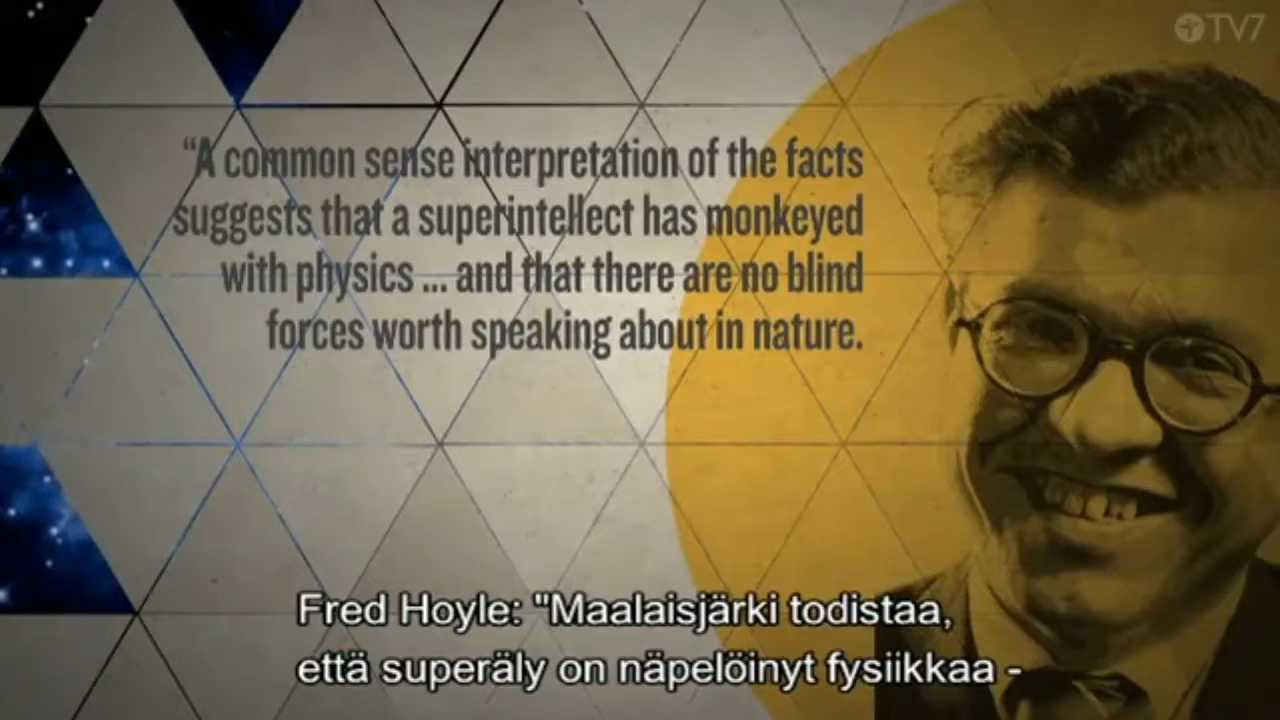 TV7
“A common sense interpretation of the facts
suggests that a superintellect has monkeyed
with physics ... and that there are no blind
forces worth speaking about in nature.
Fred Hoyle: "Maalaisjärki todistaa,
että superäly on näpelöinyt fysiikkaa -